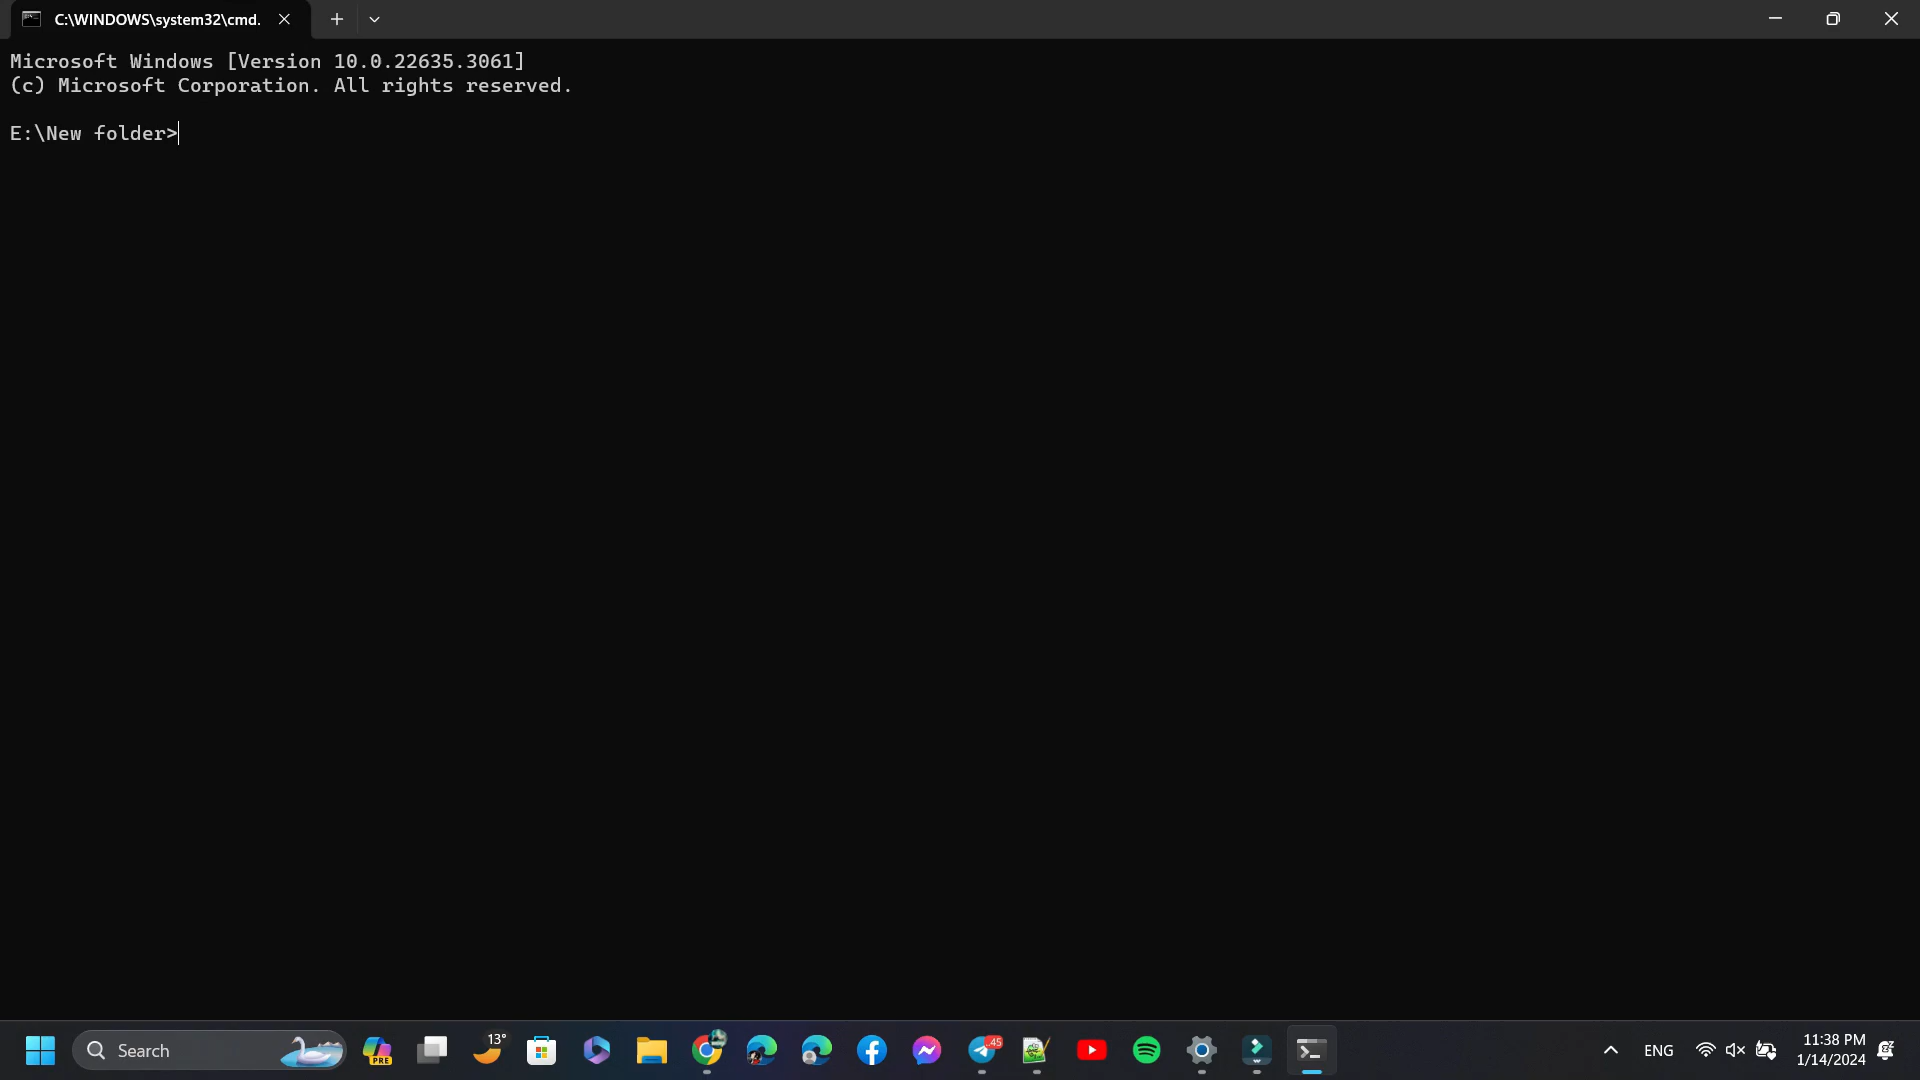 C:\WINDOWS\system32\cmd.
Microsoft Windows [Version 10.0.22635.3061]
(c) Microsoft Corporation. All rights reserved.
E:\New folder>
Search
PRE
13°
.45
ENG
11:38 PM
1/14/2024